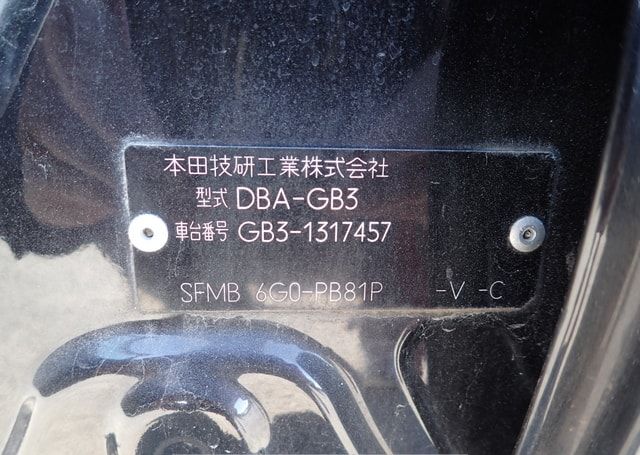 本田技研工業株式会社
型式 DBA-GB3
車台番号 GB3-1317457
SFMB 6G0-PB81P -V -C